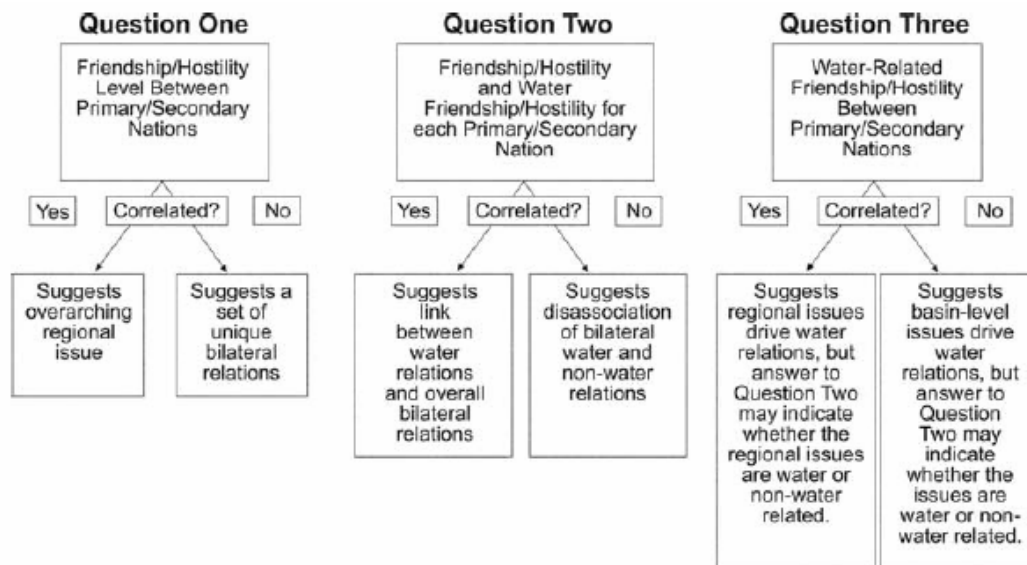 Question One
Friendship/Hostility
Level Between
Primary/Secondary
Nations
Yes
Correlated?
No
Suggests
overarching
regional
issue
Suggests a
set of
unique
bilateral
relations
Question Two
Friendship/Hostility
and Water
Friendship/Hostility for
each Primary/Secondary
Nation
Yes
Correlated?
No
Suggests
link
between
water
relations
and overall
bilateral
relations
Suggests
disassociation
of bilateral
water and
non-water
relations
Question Three
Water-Related
Friendship/Hostility
Between
Primary/Secondary
Nations
Yes
Correlated?
No
Suggests
regional issues
drive water
relations, but
answer to
Question Two
may indicate
whether the
regional issues
are water or
non-water
related.
Suggests
basin-level
issues drive
water
relations, but
answer to
Question
Two may
indicate
whether the
issues are
water or non-
water related.